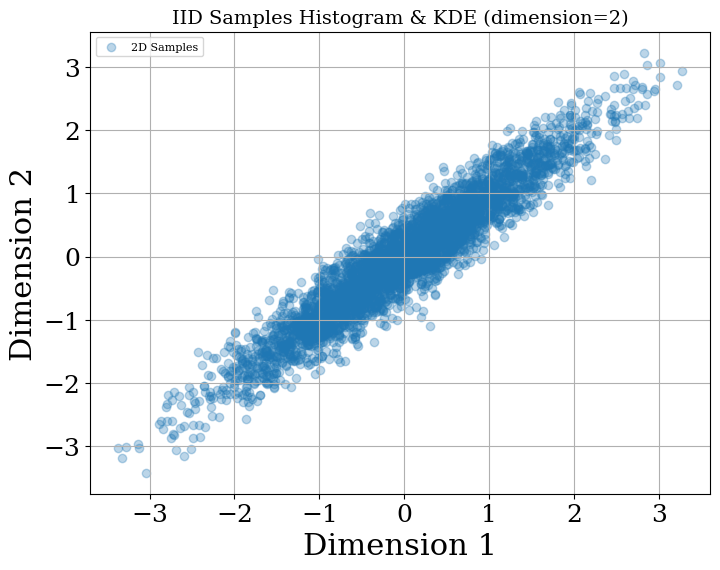 IID Samples Histogram & KDE (dimension=2)
2D Samples
3
2
1
0
−1
−2
−3
Dimension 2
−3 −2 −1 0 1 2 3
Dimension 1